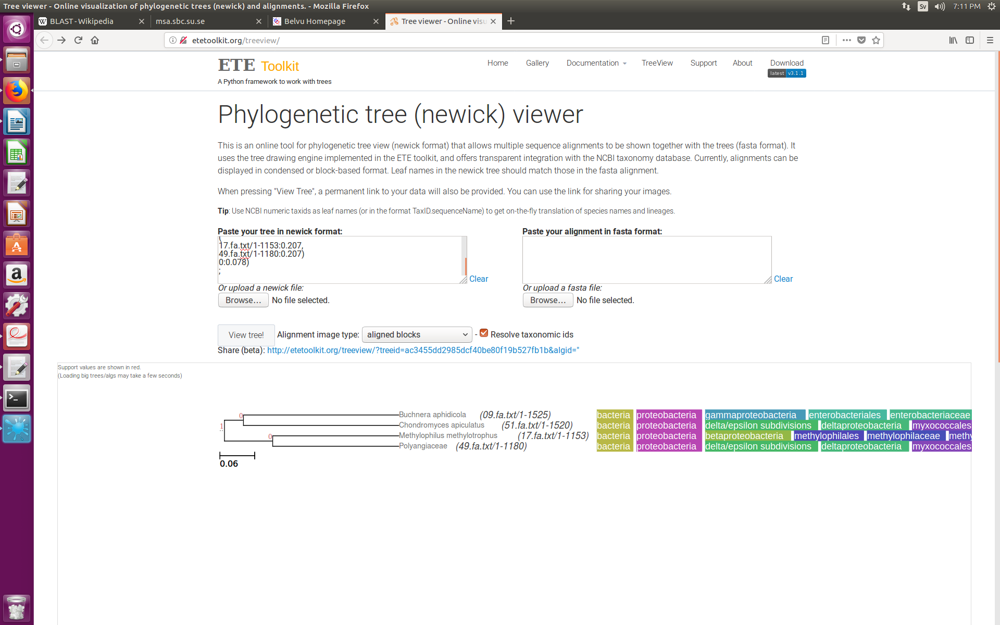 Tree viewer - Online visualization of phylogenetic trees (newick) and alignments. - Mozilla Firefox
Sv
7:11 PM
BLAST - Wikipedia
msa.sbc.su.se
Belvu Homepage
Tree viewer - Online visu
etetoolkit.org/treeview/
ETE Toolkit
A Python framework to work with trees
Home
Gallery
Documentation
TreeView
Support
About
Download
latest v3.1.1
Phylogenetic tree (newick) viewer
This is an online tool for phylogenetic tree view (newick format) that allows multiple sequence alignments to be shown together with the trees (fasta format). It
uses the tree drawing engine implemented in the ETE toolkit, and offers transparent integration with the NCBI taxonomy database. Currently, alignments can be
displayed in condensed or block-based format. Leaf names in the newick tree should match those in the fasta alignment.
When pressing "View Tree", a permanent link to your data will also be provided. You can use the link for sharing your images.
Tip: Use NCBI numeric taxids as leaf names (or in the format TaxID.sequenceName) to get on-the-fly translation of species names and lineages.
Paste your tree in newick format:
(
17.fa.txt/1-1153:0.207,
49.fa.txt/1-1180:0.207)
0:0.078)
;
Clear
Or upload a newick file:
Browse... No file selected.
Paste your alignment in fasta format:
Clear
Or upload a fasta file:
Browse... No file selected.
View tree! Alignment image type: aligned blocks - Resolve taxonomic ids
Share (beta): http://etetoolkit.org/treeview/?treeid=ac3455dd2985dcf40be80f19b527fb1b&algid="
Support values are shown in red.
(Loading big trees/algs may take a few seconds)
0 Buchnera aphidicola (09.fa.txt/1-1525) bacteria proteobacteria gammaproteobacteria enterobacteriales enterobacteriaceae
1 Chondromyces apiculatus (51.fa.txt/1-1520) bacteria proteobacteria delta/epsilon subdivisions deltaproteobacteria myxococcales
0 Methylophilus methylotrophus (17.fa.txt/1-1153) bacteria proteobacteria betaproteobacteria methylophilales methylophilaceae methy
Polyangiaceae (49.fa.txt/1-1180) bacteria proteobacteria delta/epsilon subdivisions deltaproteobacteria myxococcales
0.06